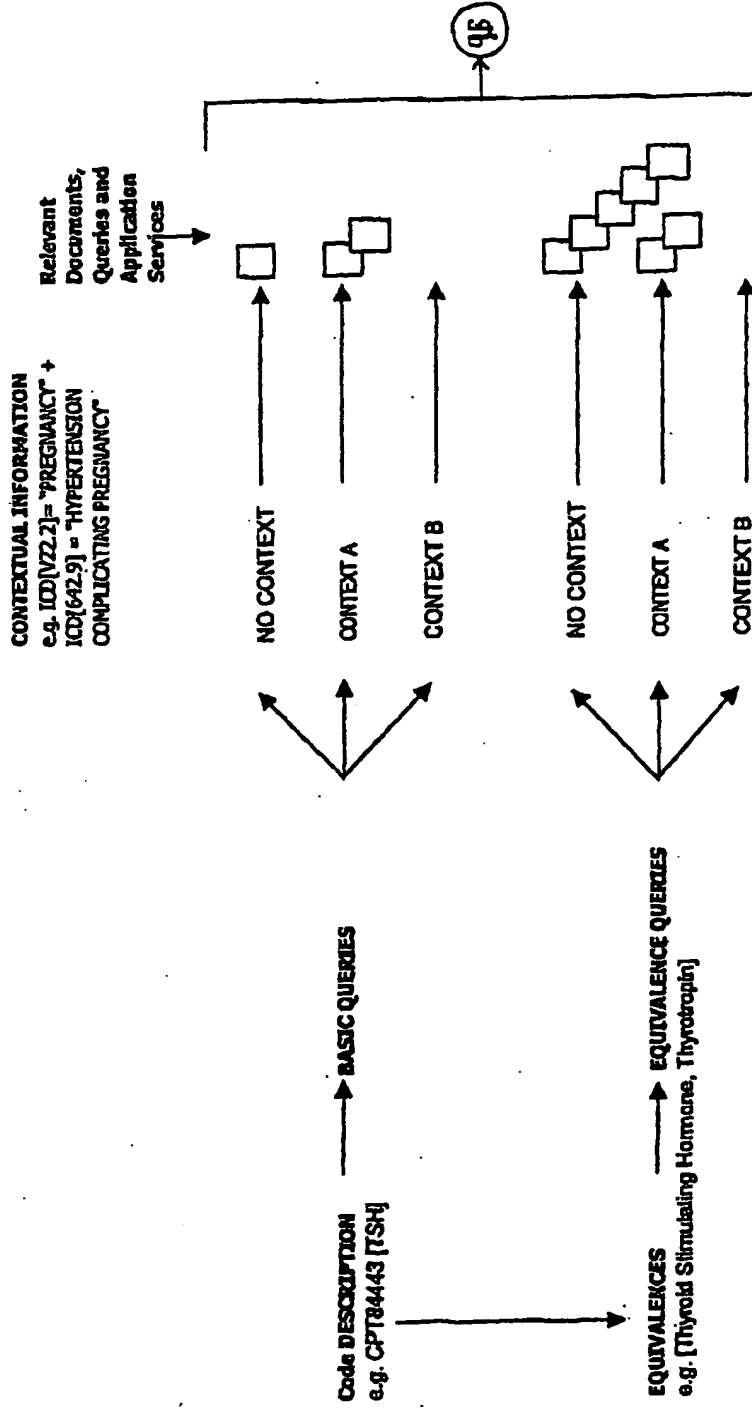 CONTEXTUAL INFORMATION
e.g. ICD[V22.2]= "PREGNANCY" +
ICD[642.9] = "HYPERTENSION
COMPLICATING PREGNANCY"
Relevant
Documents,
Queries and
Application
Services
Code DESCRIPTION
e.g. CPT84443 [TSH]
BASIC QUERIES
NO CONTEXT
CONTEXT A
CONTEXT B
EQUIVALENCES
e.g. [Thyroid Stimulating Hormone, Thyrotrapin]
EQUIVALENCE QUERIES
NO CONTEXT
CONTEXT A
CONTEXT B